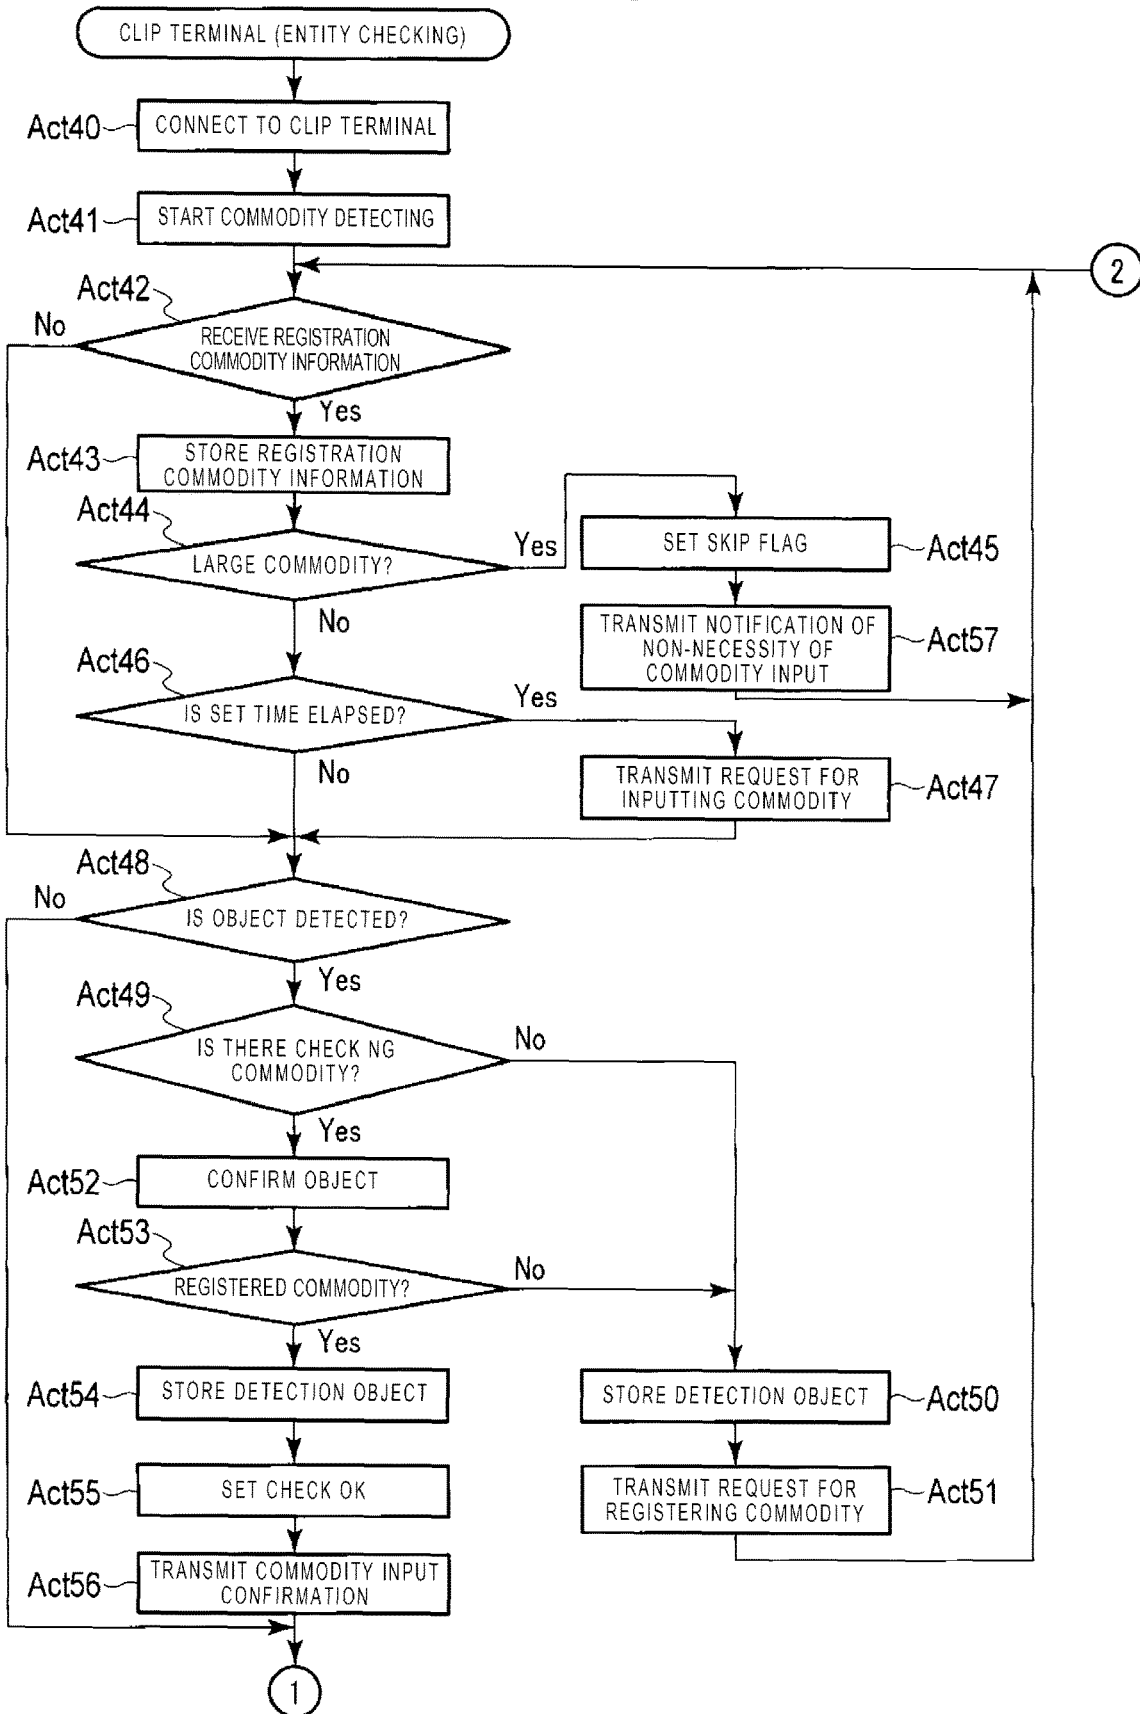 CLIP TERMINAL (ENTITY CHECKING)
Act40
CONNECT TO CLIP TERMINAL
Act41
START COMMODITY DETECTING
2
Act42
No
RECEIVE REGISTRATION
COMMODITY INFORMATION
Yes
Act43
STORE REGISTRATION
COMMODITY INFORMATION
Act44
LARGE COMMODITY?
Yes
SET SKIP FLAG
Act45
No
TRANSMIT NOTIFICATION OF
NON-NECESSITY OF
COMMODITY INPUT
Act57
Act46
IS SET TIME ELAPSED?
Yes
No
TRANSMIT REQUEST FOR
INPUTTING COMMODITY
Act47
Act48
No
IS OBJECT DETECTED?
Yes
Act49
IS THERE CHECK NG
COMMODITY?
No
Yes
Act52
CONFIRM OBJECT
Act53
REGISTERED COMMODITY?
No
Yes
Act54
STORE DETECTION OBJECT
STORE DETECTION OBJECT
Act50
Act55
SET CHECK OK
TRANSMIT REQUEST FOR
REGISTERING COMMODITY
Act51
Act56
TRANSMIT COMMODITY INPUT
CONFIRMATION
1